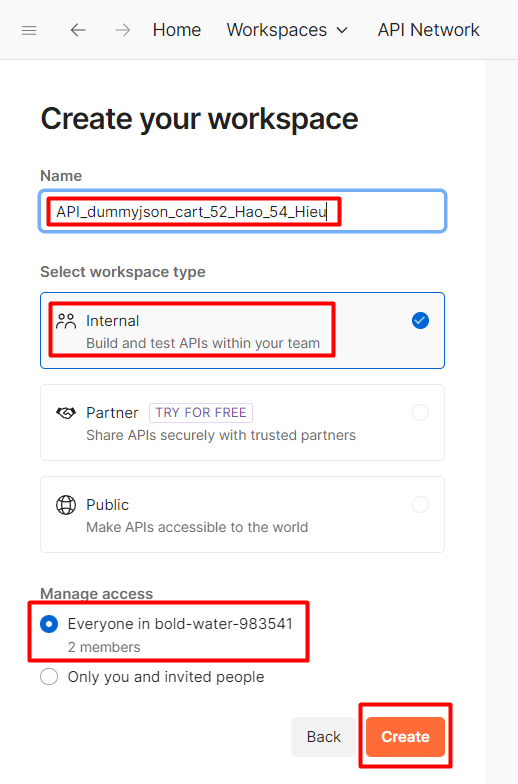 Home Workspaces API Network
Create your workspace
Name
API_dummyjson_cart_52_Hao_54_Hieu
Select workspace type
Internal
Build and test APIs within your team
Partner TRY FOR FREE
Share APIs securely with trusted partners
Public
Make APIs accessible to the world
Manage access
Everyone in bold-water-983541
2 members
Only you and invited people
Back Create